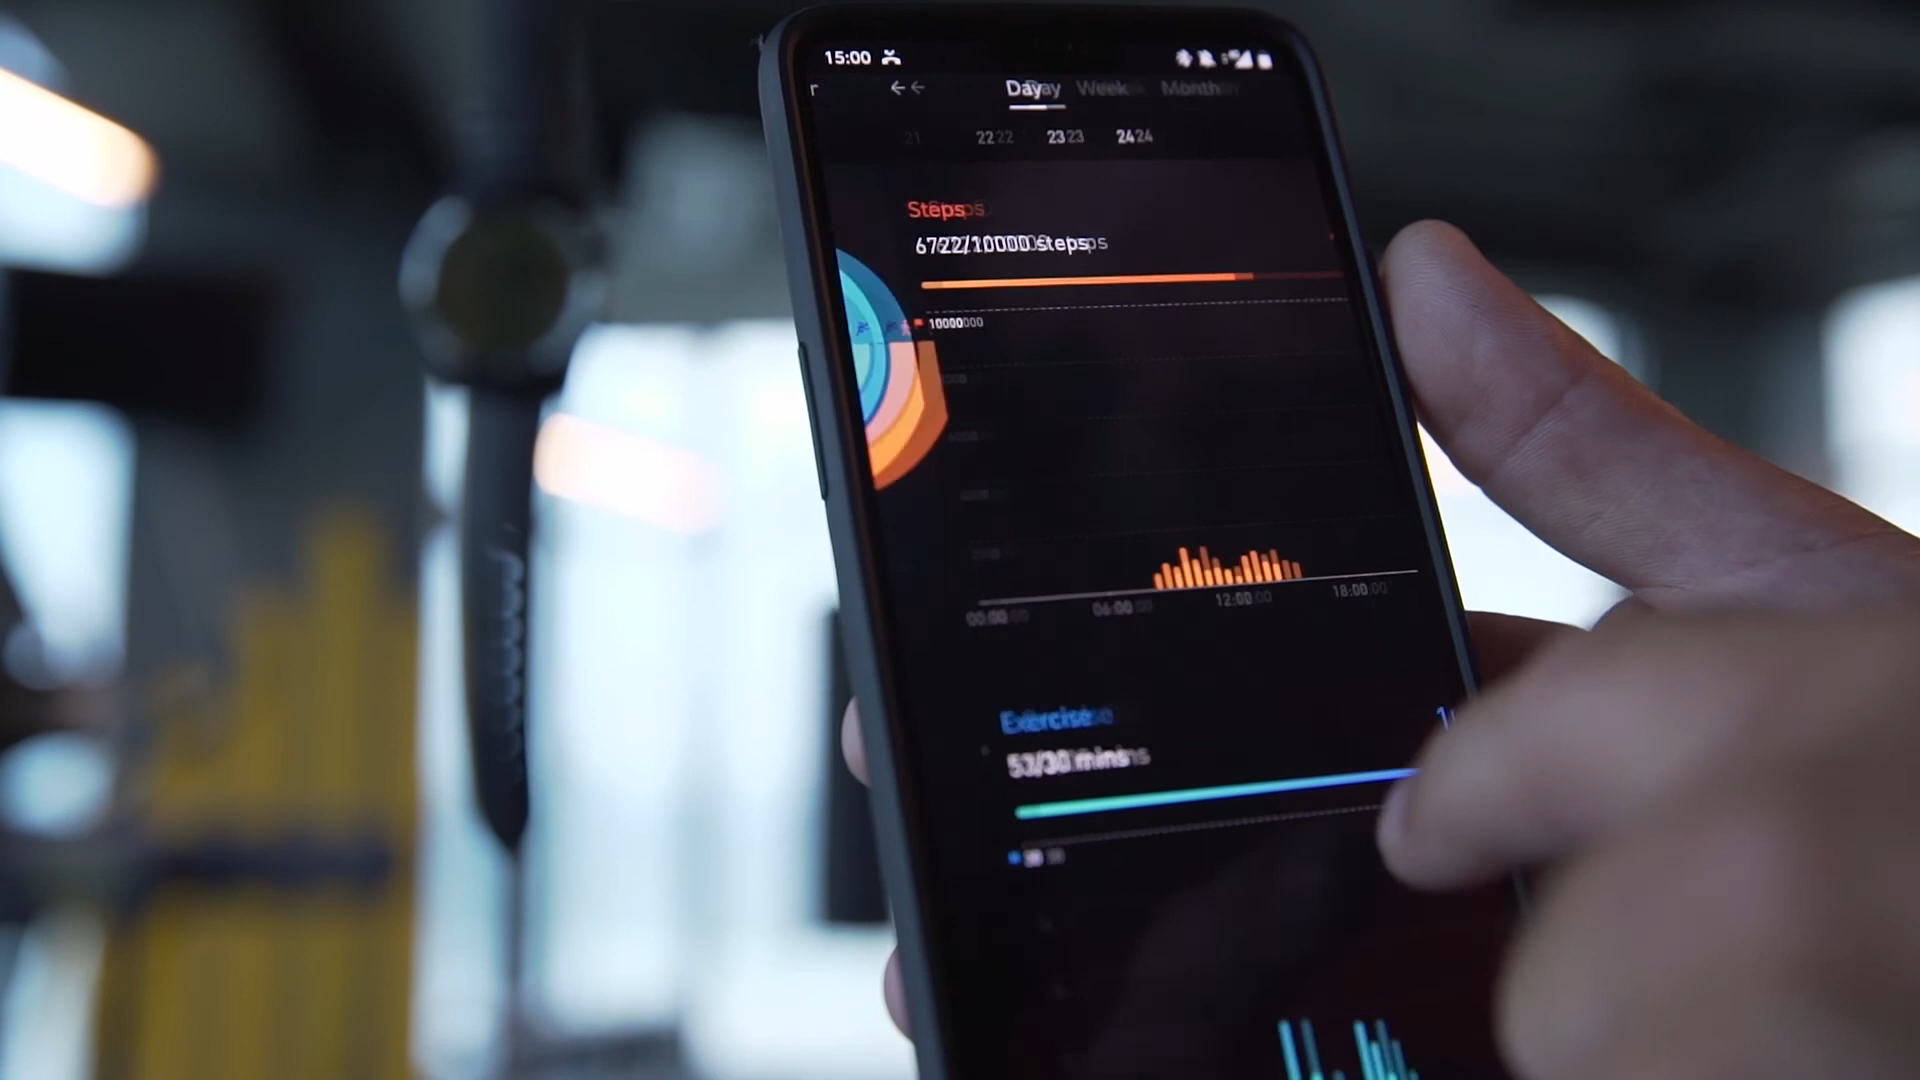 15:00
Day Week Month
21 22 23 24
Steps
6722/10000 steps
10000
00:00 06:00 12:00 18:00
Exercise
53/30 mins